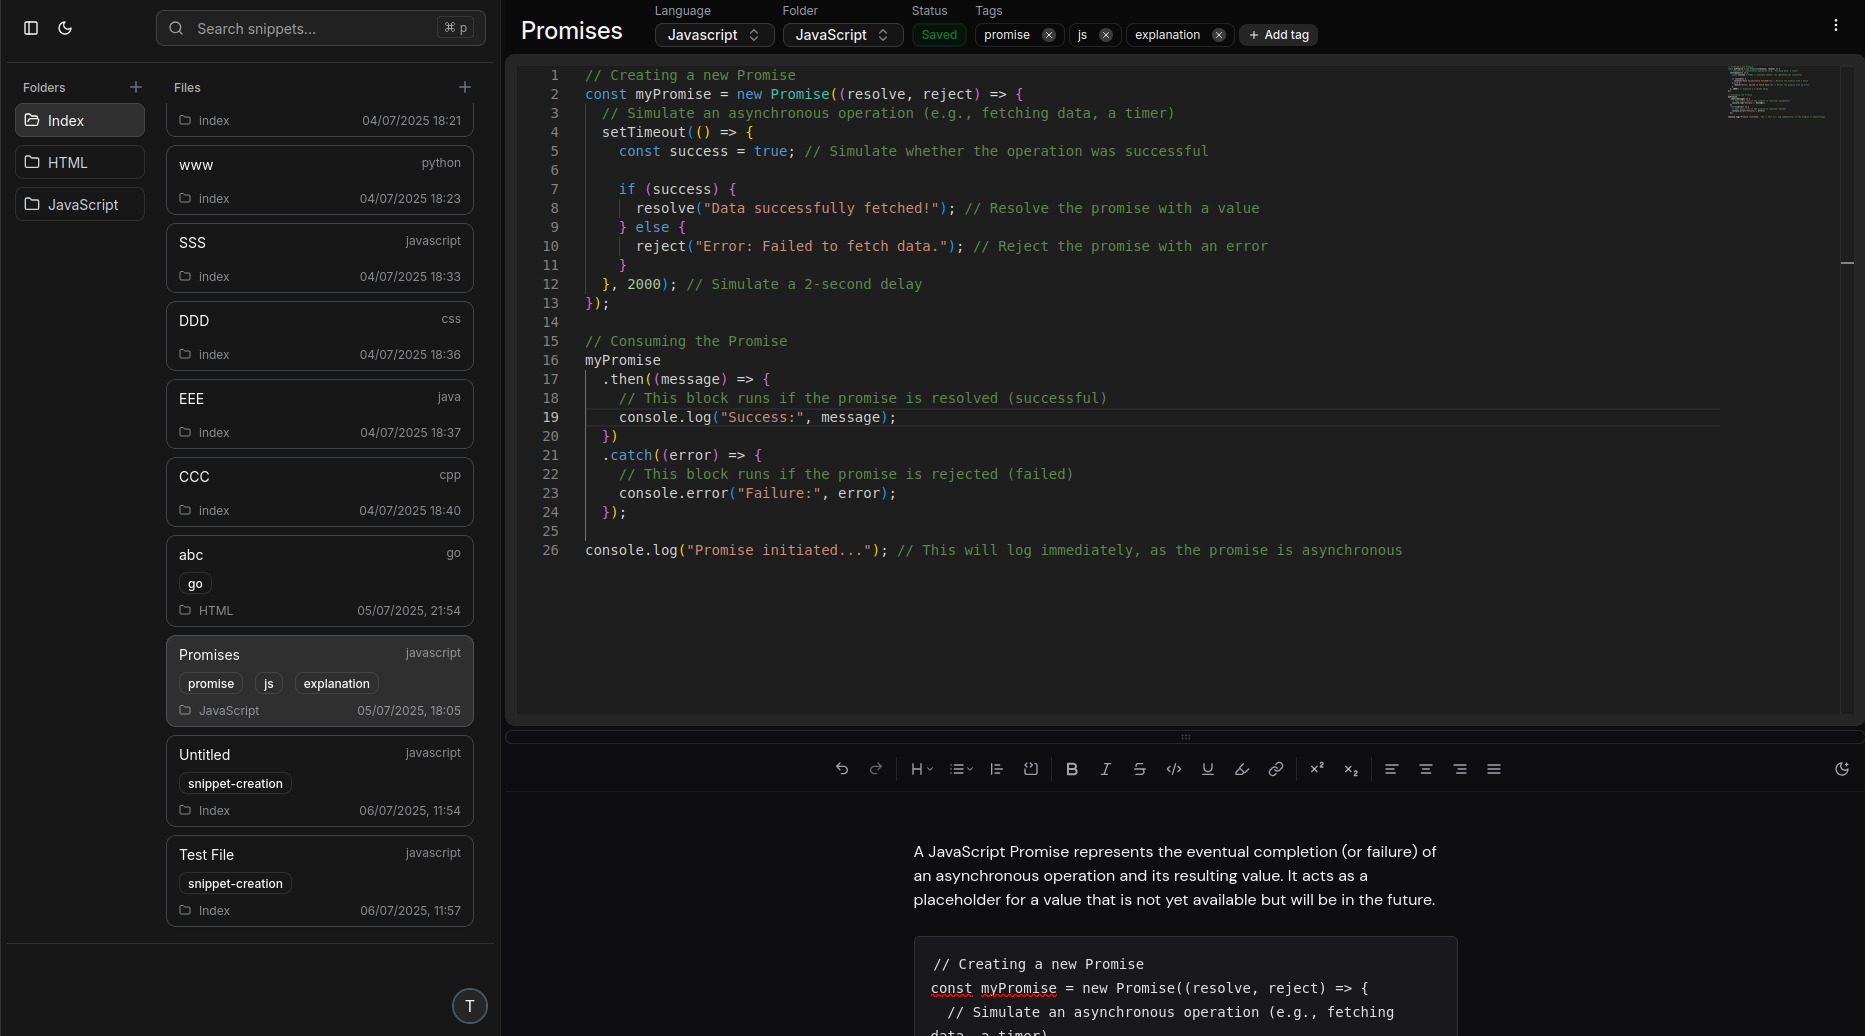 Search snippets...
⌘ p
Folders
Index
HTML
JavaScript
Files
index 04/07/2025 18:21
www python
index 04/07/2025 18:23
SSS javascript
index 04/07/2025 18:33
DDD css
index 04/07/2025 18:36
EEE java
index 04/07/2025 18:37
CCC cpp
index 04/07/2025 18:40
abc go
go
HTML 05/07/2025, 21:54
Promises javascript
promise js explanation
JavaScript 05/07/2025, 18:05
Untitled javascript
snippet-creation
Index 06/07/2025, 11:54
Test File javascript
snippet-creation
Index 06/07/2025, 11:57
T
Promises
Language
Javascript
Folder
JavaScript
Status
Saved
Tags
promise js explanation + Add tag
1 // Creating a new Promise
2 const myPromise = new Promise((resolve, reject) => {
3 // Simulate an asynchronous operation (e.g., fetching data, a timer)
4 setTimeout(() => {
5 const success = true; // Simulate whether the operation was successful
6
7 if (success) {
8 resolve("Data successfully fetched!"); // Resolve the promise with a value
9 } else {
10 reject("Error: Failed to fetch data."); // Reject the promise with an error
11 }
12 }, 2000); // Simulate a 2-second delay
13 });
14
15 // Consuming the Promise
16 myPromise
17 .then((message) => {
18 // This block runs if the promise is resolved (successful)
19 console.log("Success:", message);
20 })
21 .catch((error) => {
22 // This block runs if the promise is rejected (failed)
23 console.error("Failure:", error);
24 });
25
26 console.log("Promise initiated..."); // This will log immediately, as the promise is asynchronous
A JavaScript Promise represents the eventual completion (or failure) of
an asynchronous operation and its resulting value. It acts as a
placeholder for a value that is not yet available but will be in the future.
// Creating a new Promise
const myPromise = new Promise((resolve, reject) => {
// Simulate an asynchronous operation (e.g., fetching
data, a timer)